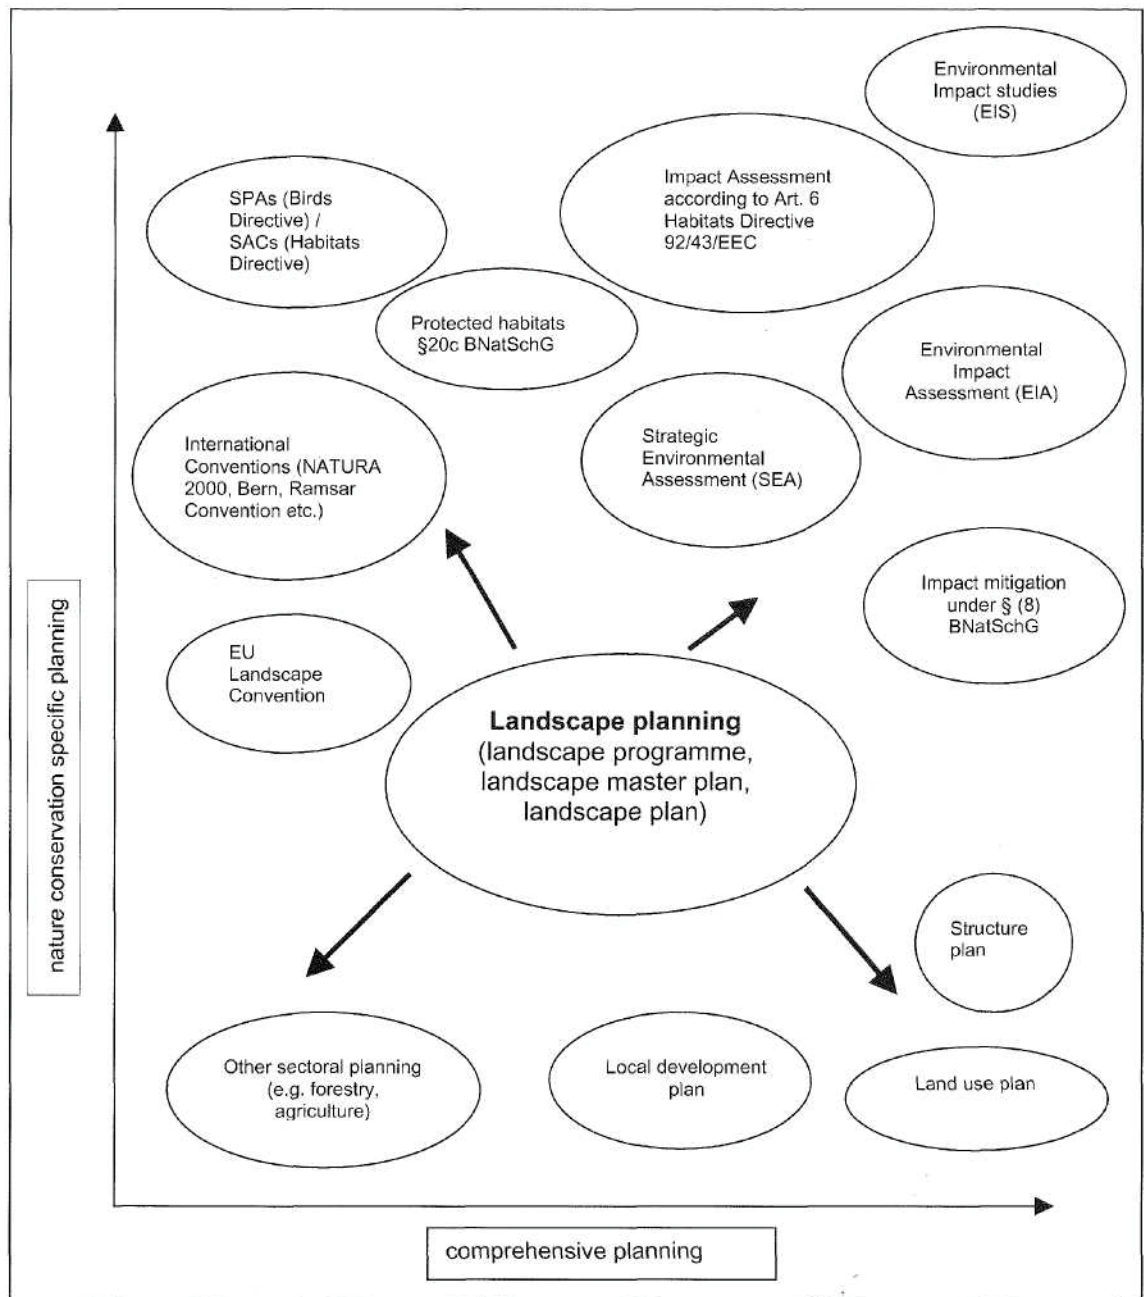 Environmental
Impact studies
(EIS)
Impact Assessment
according to Art. 6
Habitats Directive
92/43/EEC
SPAs (Birds
Directive) /
SACs (Habitats
Directive)
Protected habitats
§20c BNatSchG
Environmental
Impact
Assessment (EIA)
International
Conventions (NATURA
2000, Bern, Ramsar
Convention etc.)
Strategic
Environmental
Assessment (SEA)
Impact mitigation
under § (8)
BNatSchG
EU
Landscape
Convention
Landscape planning
(landscape programme,
landscape master plan,
landscape plan)
nature conservation specific planning
Structure
plan
Other sectoral planning
(e.g. forestry,
agriculture)
Local development
plan
Land use plan
comprehensive planning